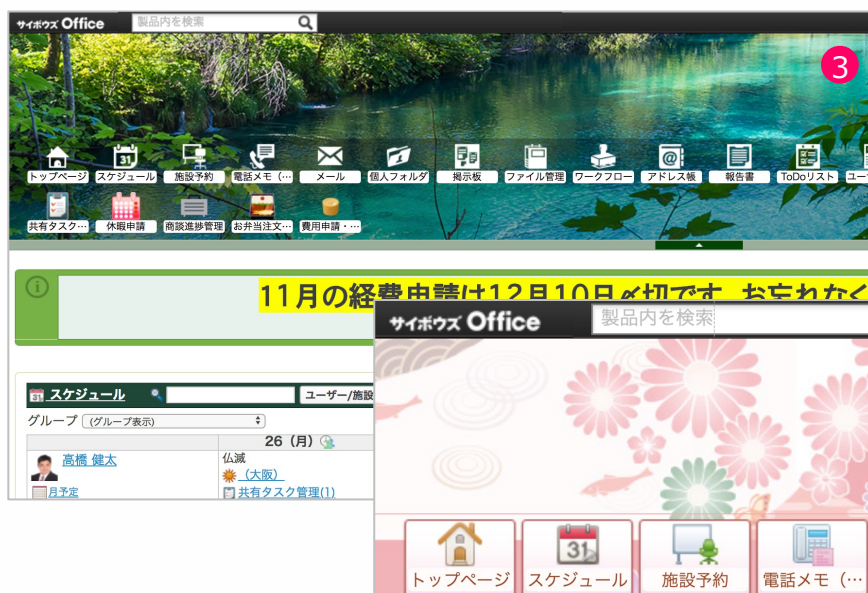 サイボウズ Office 製品内を検索
3
トップページ スケジュール 施設予約 電話メモ（… メール 個人フォルダ 掲示板 ファイル管理 ワークフロー アドレス帳 報告書 ToDoリスト ユー
共有タスク… 休暇申請 商談進捗管理 お弁当注文… 費用申請・…
11月の経費申請は12月10日〆切です お忘れなく
スケジュール ユーザー/施設
グループ (グループ表示)
26（月）
高橋 健太 仏滅
（大阪）
月予定 共有タスク管理(1)
サイボウズ Office 製品内を検索
31
トップページ スケジュール 施設予約 電話メモ（…